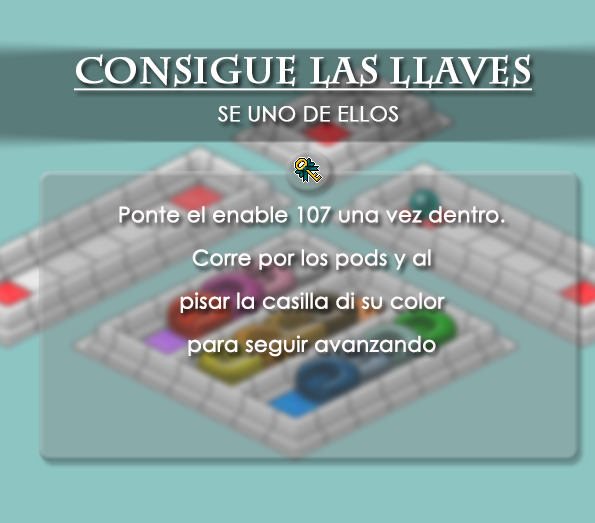 CONSIGUE LAS LLAVES
SE UNO DE ELLOS
Ponte el enable 107 una vez dentro.
Corre por los pods y al
pisar la casilla di su color
para seguir avanzando